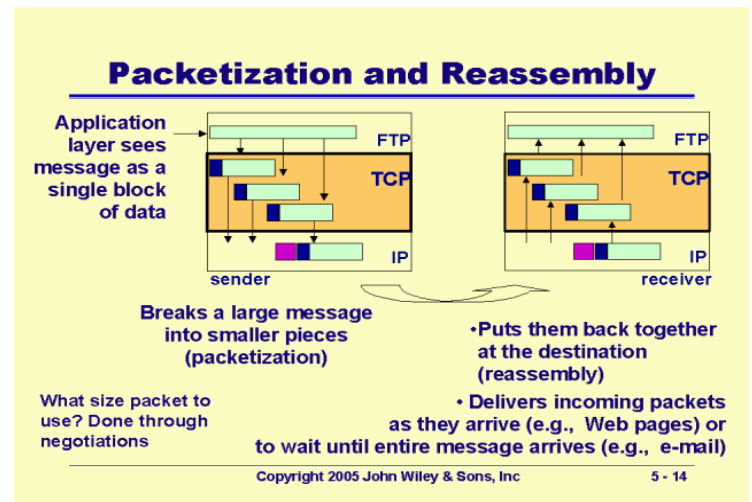 Packetization and Reassembly
Application
layer sees
message as a
single block
of data
FTP
TCP
IP
sender
FTP
TCP
IP
receiver
Breaks a large message
into smaller pieces
(packetization)
•Puts them back together
at the destination
(reassembly)
What size packet to
use? Done through
negotiations
• Delivers incoming packets
as they arrive (e.g., Web pages) or
to wait until entire message arrives (e.g., e-mail)
Copyright 2005 John Wiley & Sons, Inc
5 - 14